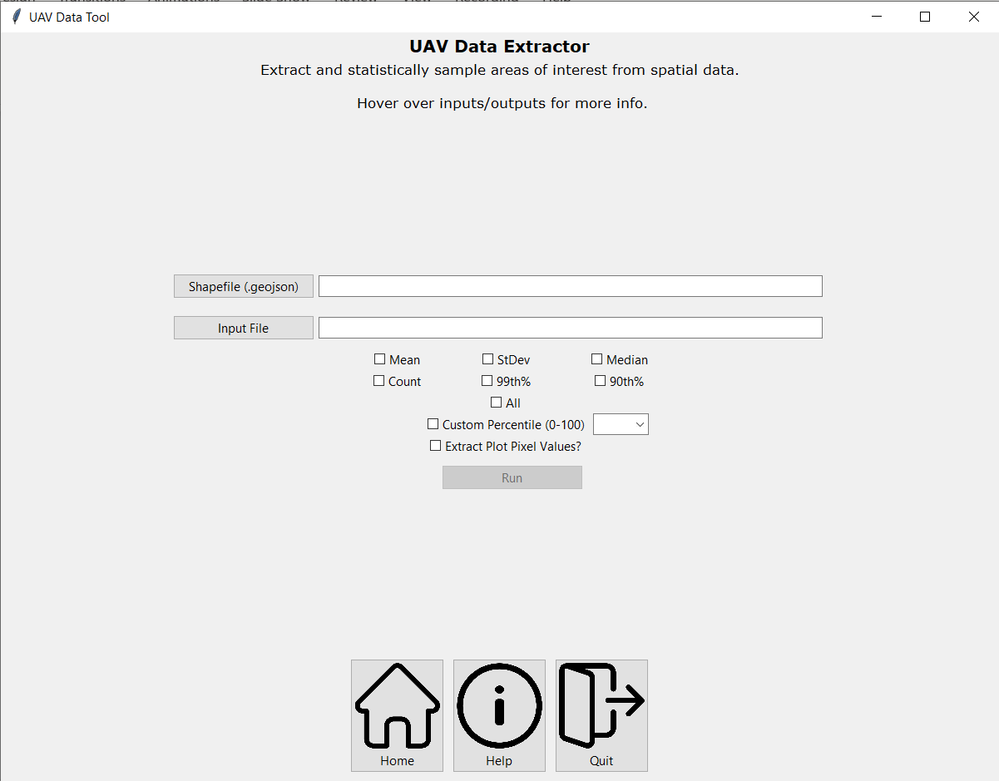 UAV Data Tool
UAV Data Extractor
Extract and statistically sample areas of interest from spatial data.
Hover over inputs/outputs for more info.
Shapefile (.geojson)
Input File
Mean StDev Median
Count 99th% 90th%
All
Custom Percentile (0-100)
Extract Plot Pixel Values?
Run
Home Help Quit